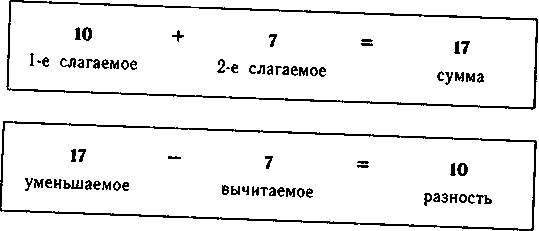 10 + 7 = 17
1-е слагаемое 2-е слагаемое сумма
17 − 7 = 10
уменьшаемое вычитаемое разность